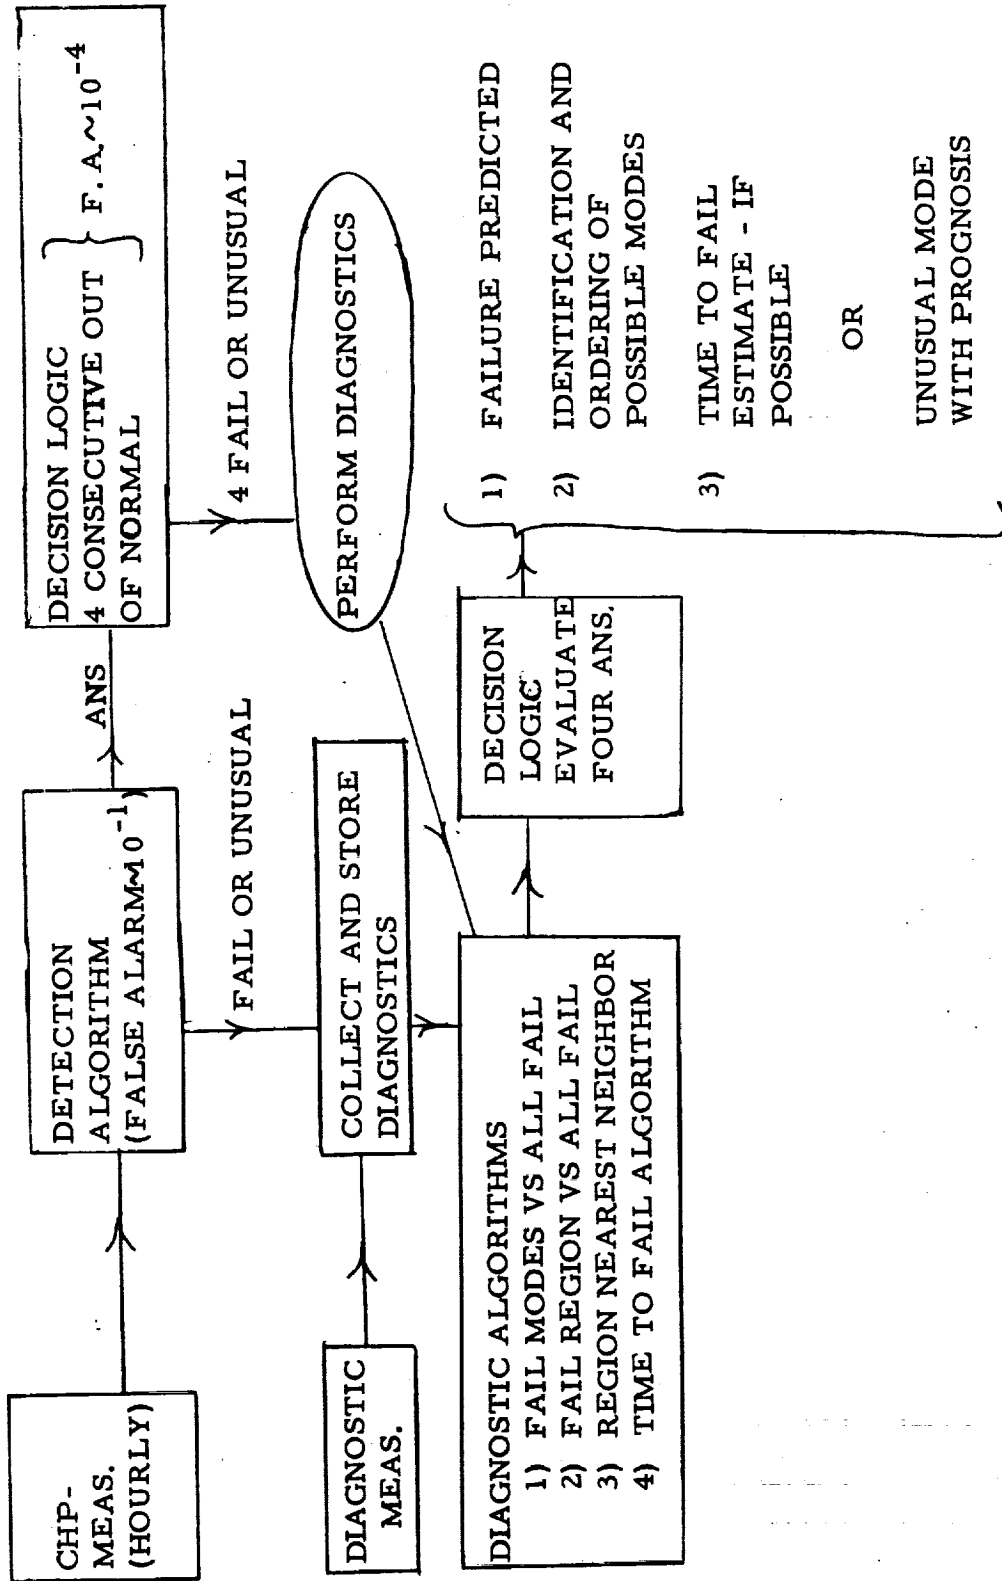 CHP-
MEAS.
(HOURLY)
DETECTION
ALGORITHM
(FALSE ALARM~10⁻¹)
ANS
DECISION LOGIC
4 CONSECUTIVE OUT } F. A.~10⁻⁴
OF NORMAL
FAIL OR UNUSUAL
4 FAIL OR UNUSUAL
DIAGNOSTIC
MEAS.
COLLECT AND STORE
DIAGNOSTICS
PERFORM DIAGNOSTICS
DIAGNOSTIC ALGORITHMS
1) FAIL MODES VS ALL FAIL
2) FAIL REGION VS ALL FAIL
3) REGION NEAREST NEIGHBOR
4) TIME TO FAIL ALGORITHM
DECISION
LOGIC
EVALUATE
FOUR ANS.
1) FAILURE PREDICTED
2) IDENTIFICATION AND
ORDERING OF
POSSIBLE MODES
3) TIME TO FAIL
ESTIMATE - IF
POSSIBLE
OR
UNUSUAL MODE
WITH PROGNOSIS